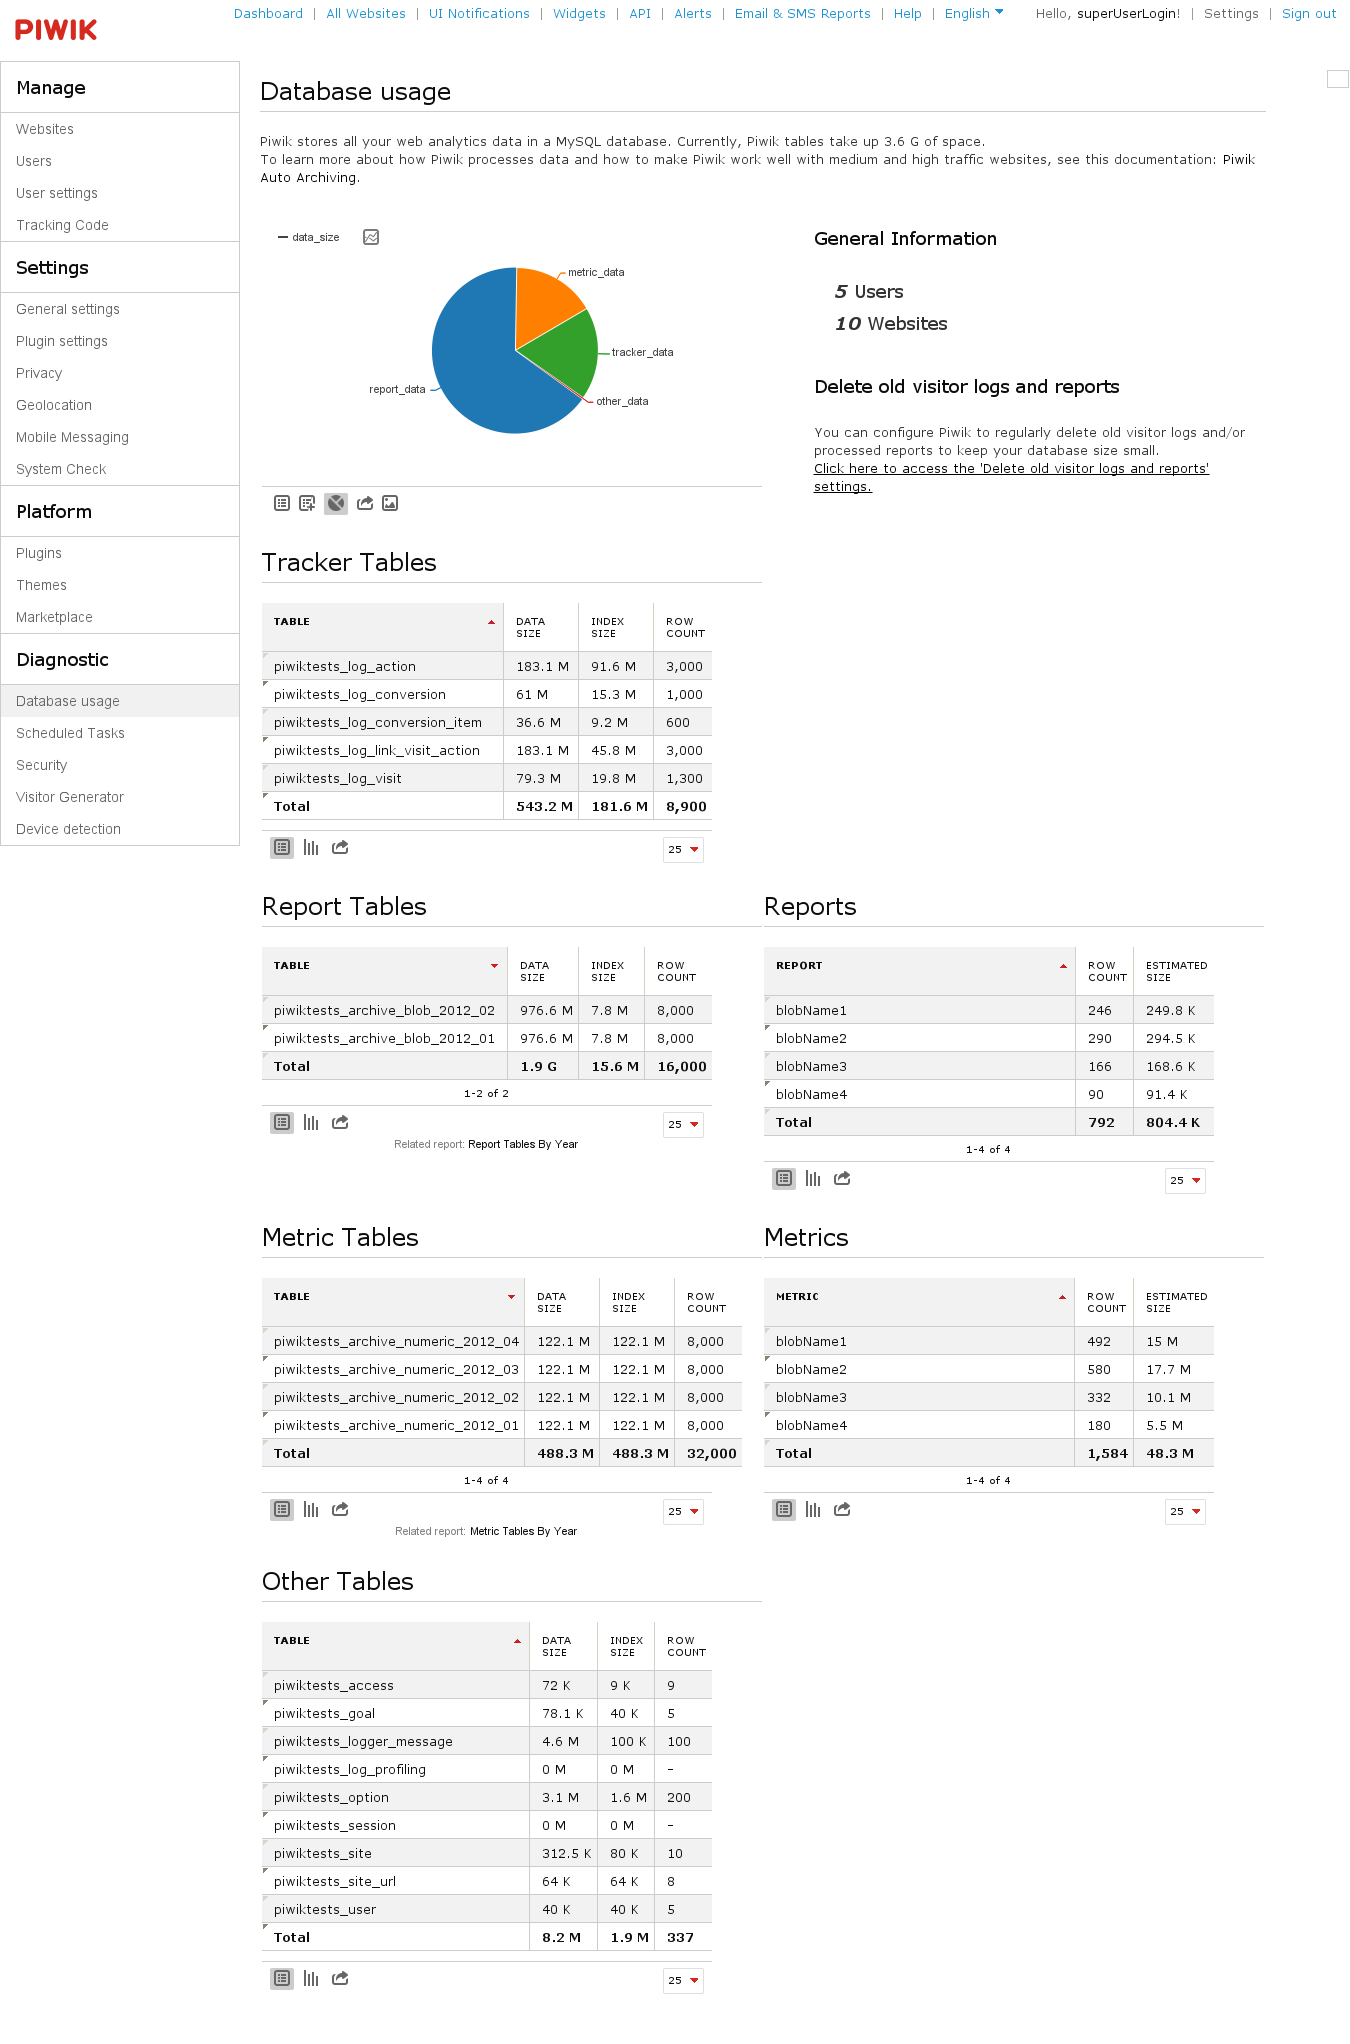 PIWIK
Dashboard | All Websites | UI Notifications | Widgets | API | Alerts | Email & SMS Reports | Help | English
Hello, superUserLogin! | Settings | Sign out
Manage
Websites
Users
User settings
Tracking Code
Settings
General settings
Plugin settings
Privacy
Geolocation
Mobile Messaging
System Check
Platform
Plugins
Themes
Marketplace
Diagnostic
Database usage
Scheduled Tasks
Security
Visitor Generator
Device detection
Database usage
Piwik stores all your web analytics data in a MySQL database. Currently, Piwik tables take up 3.6 G of space.
To learn more about how Piwik processes data and how to make Piwik work well with medium and high traffic websites, see this documentation: Piwik
Auto Archiving.
data_size
metric_data
tracker_data
report_data
other_data
General Information
5 Users
10 Websites
Delete old visitor logs and reports
You can configure Piwik to regularly delete old visitor logs and/or
processed reports to keep your database size small.
Click here to access the 'Delete old visitor logs and reports'
settings.
Tracker Tables
TABLE DATA SIZE INDEX SIZE ROW COUNT
piwiktests_log_action 183.1 M 91.6 M 3,000
piwiktests_log_conversion 61 M 15.3 M 1,000
piwiktests_log_conversion_item 36.6 M 9.2 M 600
piwiktests_log_link_visit_action 183.1 M 45.8 M 3,000
piwiktests_log_visit 79.3 M 19.8 M 1,300
Total 543.2 M 181.6 M 8,900
25
Report Tables
TABLE DATA SIZE INDEX SIZE ROW COUNT
piwiktests_archive_blob_2012_02 976.6 M 7.8 M 8,000
piwiktests_archive_blob_2012_01 976.6 M 7.8 M 8,000
Total 1.9 G 15.6 M 16,000
1-2 of 2
25
Related report: Report Tables By Year
Reports
REPORT ROW COUNT ESTIMATED SIZE
blobName1 246 249.8 K
blobName2 290 294.5 K
blobName3 166 168.6 K
blobName4 90 91.4 K
Total 792 804.4 K
1-4 of 4
25
Metric Tables
TABLE DATA SIZE INDEX SIZE ROW COUNT
piwiktests_archive_numeric_2012_04 122.1 M 122.1 M 8,000
piwiktests_archive_numeric_2012_03 122.1 M 122.1 M 8,000
piwiktests_archive_numeric_2012_02 122.1 M 122.1 M 8,000
piwiktests_archive_numeric_2012_01 122.1 M 122.1 M 8,000
Total 488.3 M 488.3 M 32,000
1-4 of 4
25
Related report: Metric Tables By Year
Metrics
METRIC ROW COUNT ESTIMATED SIZE
blobName1 492 15 M
blobName2 580 17.7 M
blobName3 332 10.1 M
blobName4 180 5.5 M
Total 1,584 48.3 M
1-4 of 4
25
Other Tables
TABLE DATA SIZE INDEX SIZE ROW COUNT
piwiktests_access 72 K 9 K 9
piwiktests_goal 78.1 K 40 K 5
piwiktests_logger_message 4.6 M 100 K 100
piwiktests_log_profiling 0 M 0 M -
piwiktests_option 3.1 M 1.6 M 200
piwiktests_session 0 M 0 M -
piwiktests_site 312.5 K 80 K 10
piwiktests_site_url 64 K 64 K 8
piwiktests_user 40 K 40 K 5
Total 8.2 M 1.9 M 337
25